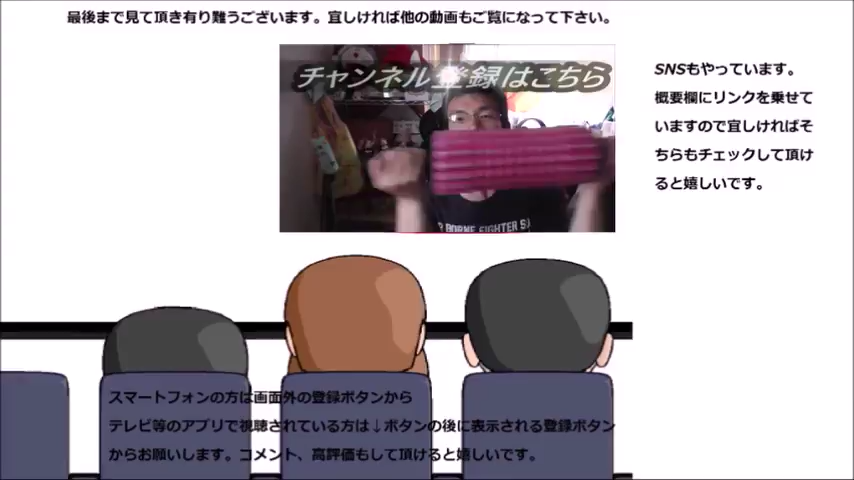 最後まで見て頂き有り難うございます。宜しければ他の動画もご覧になって下さい。
チャンネル登録はこちら
SNSもやっています。
概要欄にリンクを乗せて
いますので宜しければそ
ちらもチェックして頂け
ると嬉しいです。
BORNE FIGHTER
スマートフォンの方は画面外の登録ボタンから
テレビ等のアプリで視聴されている方は↓ボタンの後に表示される登録ボタン
からお願いします。コメント、高評価もして頂けると嬉しいです。